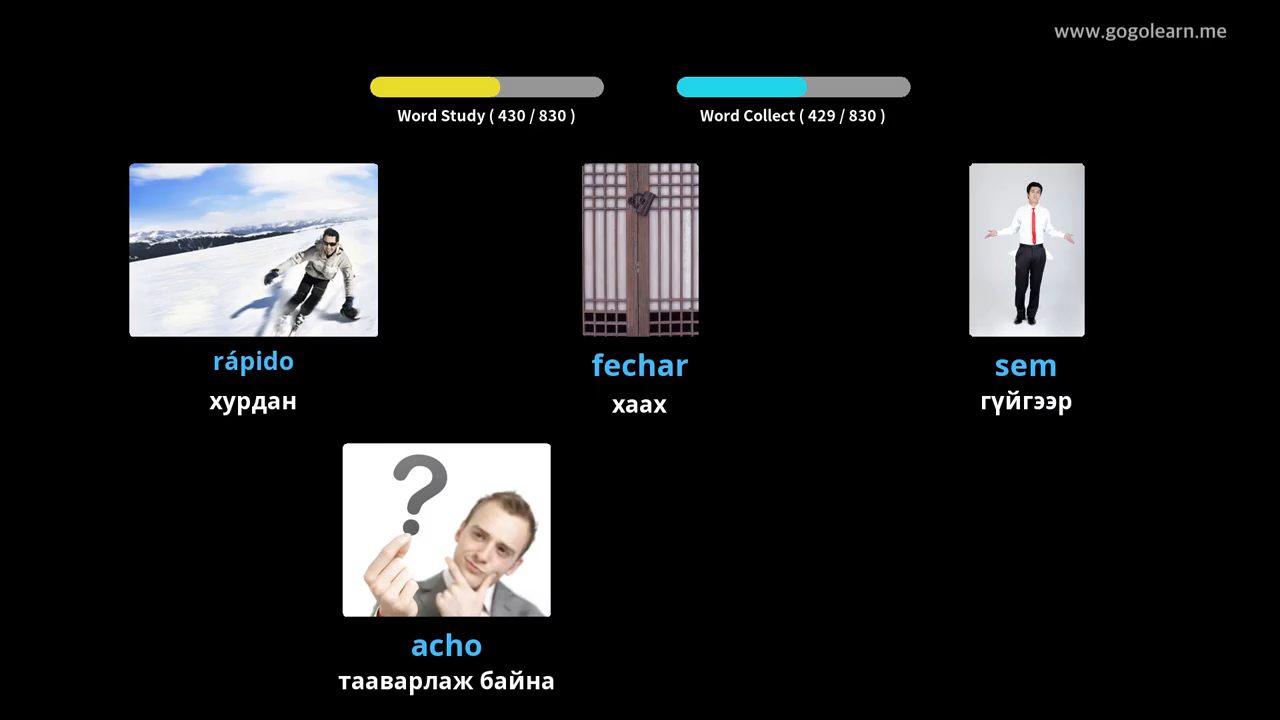 www.gogolearn.me
Word Study ( 430 / 830 )
Word Collect ( 429 / 830 )
rápido
хурдан
fechar
хаах
sem
гүйгээр
acho
тааварлаж байна